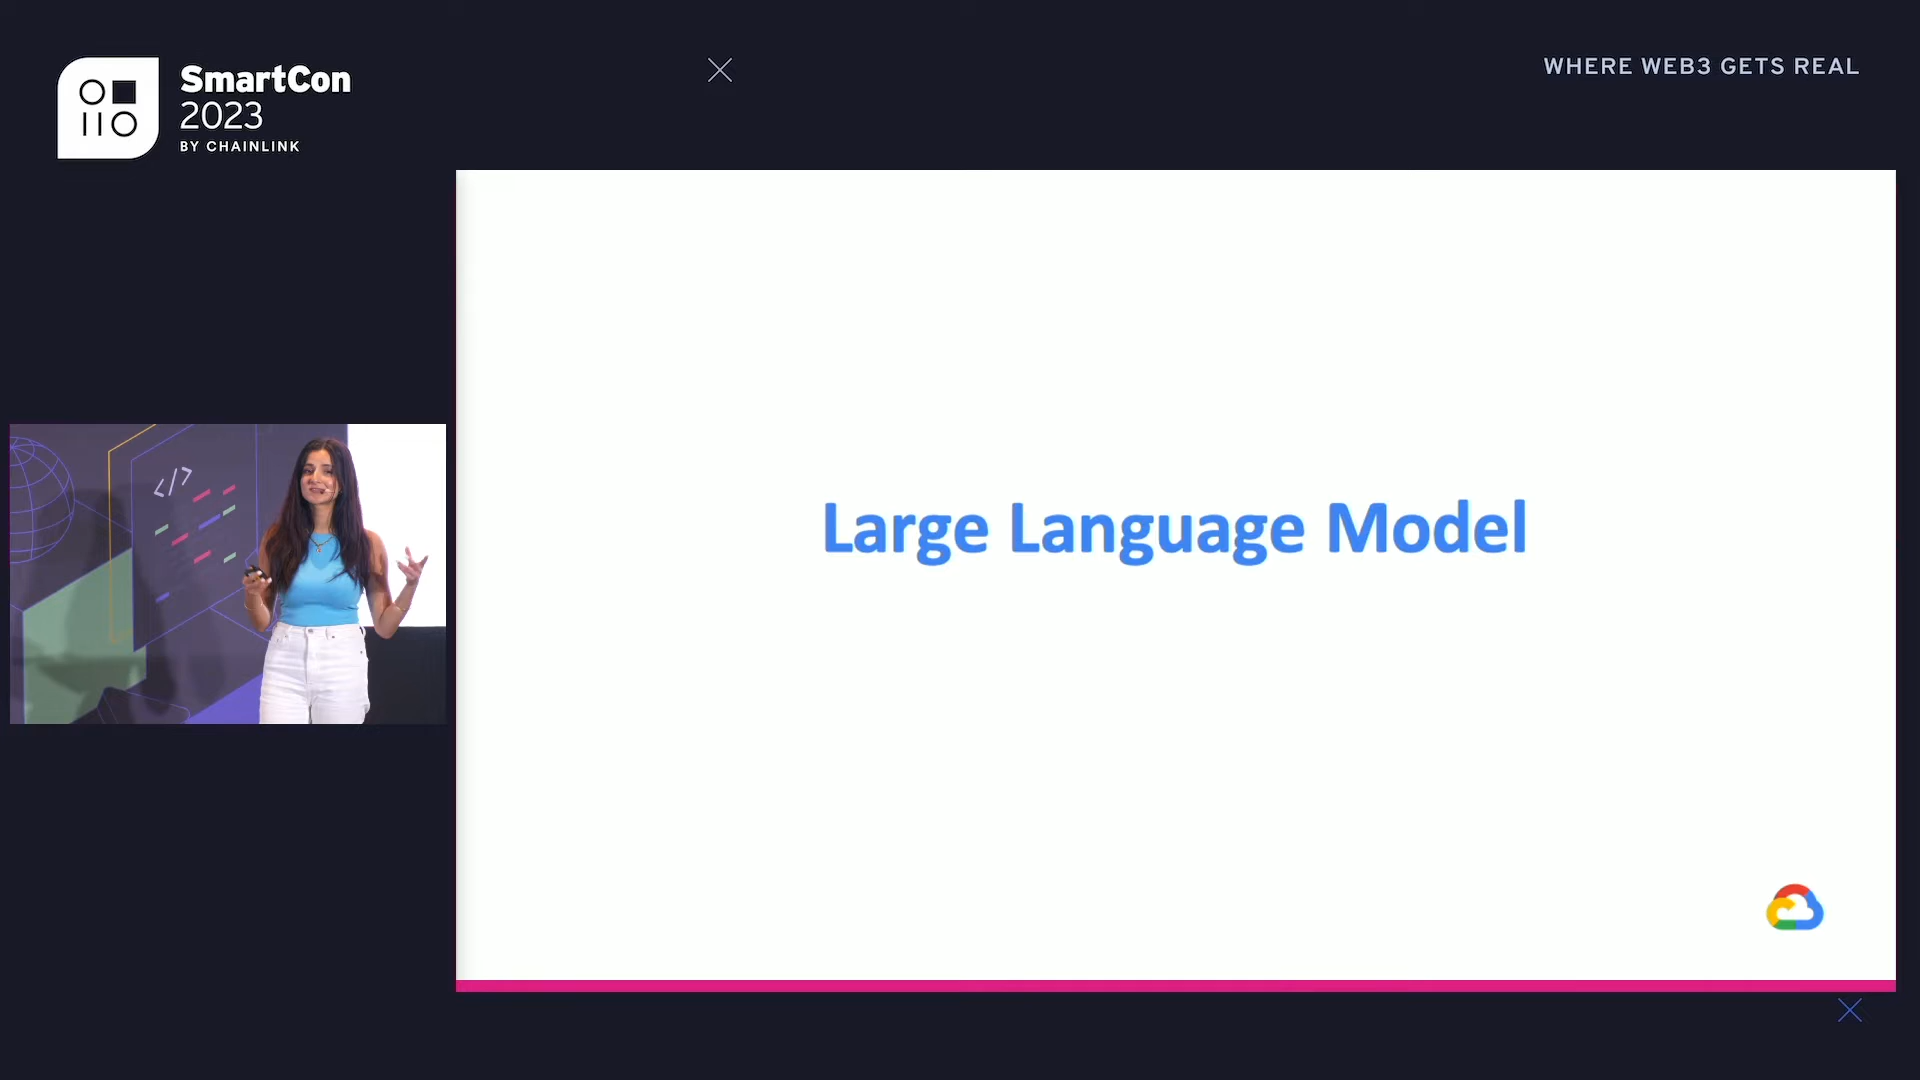 SmartCon
2023
BY CHAINLINK
WHERE WEB3 GETS REAL
</>
Large Language Model